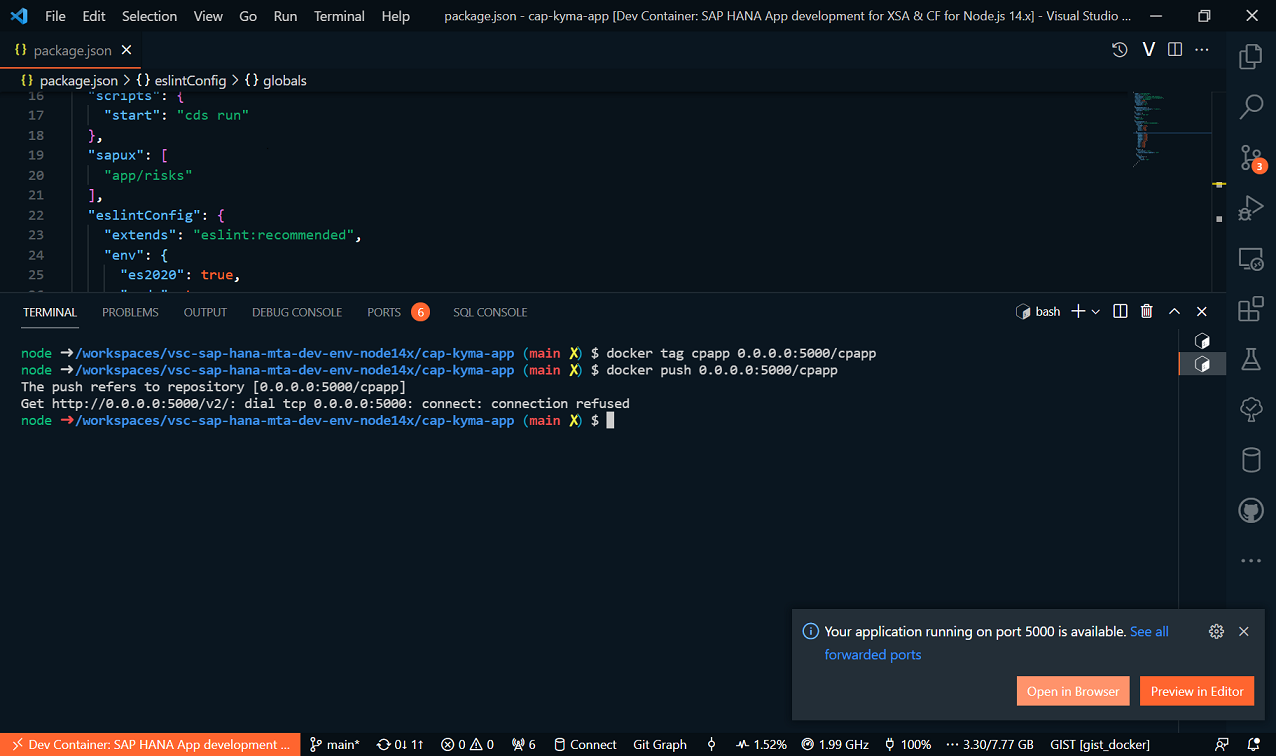 File Edit Selection View Go Run Terminal Help package.json - cap-kyma-app [Dev Container: SAP HANA App development for XSA & CF for Node.js 14.x] - Visual Studio ...
{} package.json ×
{} package.json > {} eslintConfig > {} globals
16 "scripts": {
17 "start": "cds run"
18 },
19 "sapux": [
20 "app/risks"
21 ],
22 "eslintConfig": {
23 "extends": "eslint:recommended",
24 "env": {
25 "es2020": true,
3
TERMINAL PROBLEMS OUTPUT DEBUG CONSOLE PORTS 6 SQL CONSOLE bash
node ➜/workspaces/vsc-sap-hana-mta-dev-env-node14x/cap-kyma-app (main ✗) $ docker tag cpapp 0.0.0.0:5000/cpapp
node ➜/workspaces/vsc-sap-hana-mta-dev-env-node14x/cap-kyma-app (main ✗) $ docker push 0.0.0.0:5000/cpapp
The push refers to repository [0.0.0.0:5000/cpapp]
Get http://0.0.0.0:5000/v2/: dial tcp 0.0.0.0:5000: connect: connection refused
node ➜/workspaces/vsc-sap-hana-mta-dev-env-node14x/cap-kyma-app (main ✗) $
Your application running on port 5000 is available. See all
forwarded ports
Open in Browser Preview in Editor
Dev Container: SAP HANA App development ... main* 0↓ 1↑ 0 0 6 Connect Git Graph 1.52% 1.99 GHz 100% 3.30/7.77 GB GIST [gist_docker]